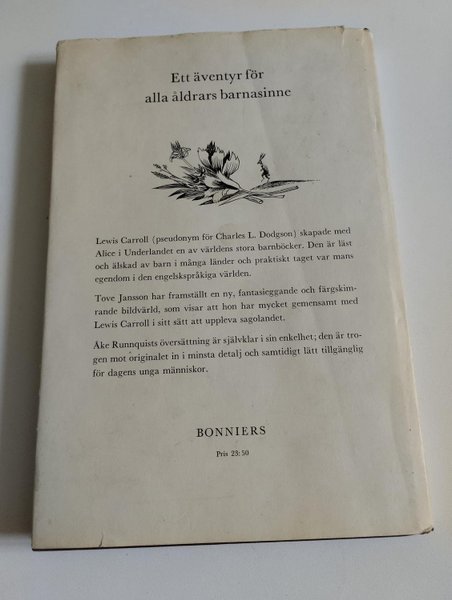 Ett äventyr för
alla åldrars barnasinne
Lewis Carroll (pseudonym för Charles L. Dodgson) skapade med
Alice i Underlandet en av världens stora barnböcker. Den är läst
och älskad av barn i många länder och praktiskt taget var mans
egendom i den engelskspråkiga världen.
Tove Jansson har framställt en ny, fantasieggande och färgskim-
rande bildvärld, som visar att hon har mycket gemensamt med
Lewis Carroll i sitt sätt att uppleva sagolandet.
Åke Runnquists översättning är självklar i sin enkelhet; den är tro-
gen mot originalet in i minsta detalj och samtidigt lätt tillgänglig
för dagens unga människor.
BONNIERS
Pris 23:50